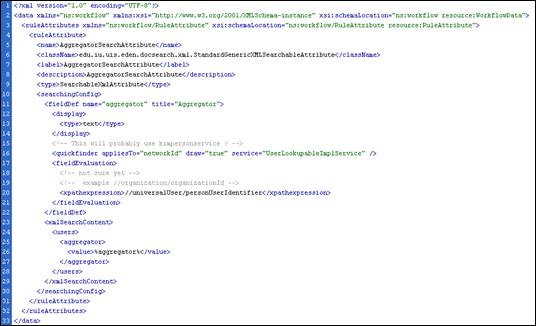 1 <?xml version="1.0" encoding="UTF-8"?>
2 <data xmlns="ns:workflow" xmlns:xsi="http://www.w3.org/2001/XMLSchema-instance" xsi:schemaLocation="ns:workflow resource:WorkflowData">
3 <ruleAttributes xmlns="ns:workflow/RuleAttribute" xsi:schemaLocation="ns:workflow/RuleAttribute resource:RuleAttribute">
4 <ruleAttribute>
5 <name>AggregatorSearchAttribute</name>
6 <className>edu.iu.uis.eden.docsearch.xml.StandardGenericXMLSearchableAttribute</className>
7 <label>AggregatorSearchAttribute</label>
8 <description>AggregatorSearchAttribute</description>
9 <type>SearchableXmlAttribute</type>
10 <searchingConfig>
11 <fieldDef name="aggregator" title="Aggregator">
12 <display>
13 <type>text</type>
14 </display>
15 <!-- This will probably use kimpersonservice ? -->
16 <quickfinder appliesTo="networkId" draw="true" service="UserLookupableImplService" />
17 <fieldEvaluation>
18 <!-- not sure yet -->
19 <!-- example //organization/organizationId -->
20 <xpathexpression>//universalUser/personUserIdentifier</xpathexpression>
21 </fieldEvaluation>
22 </fieldDef>
23 <xmlSearchContent>
24 <users>
25 <aggregator>
26 <value>%aggregator%</value>
27 </aggregator>
28 </users>
29 </xmlSearchContent>
30 </searchingConfig>
31 </ruleAttribute>
32 </ruleAttributes>
33 </data>